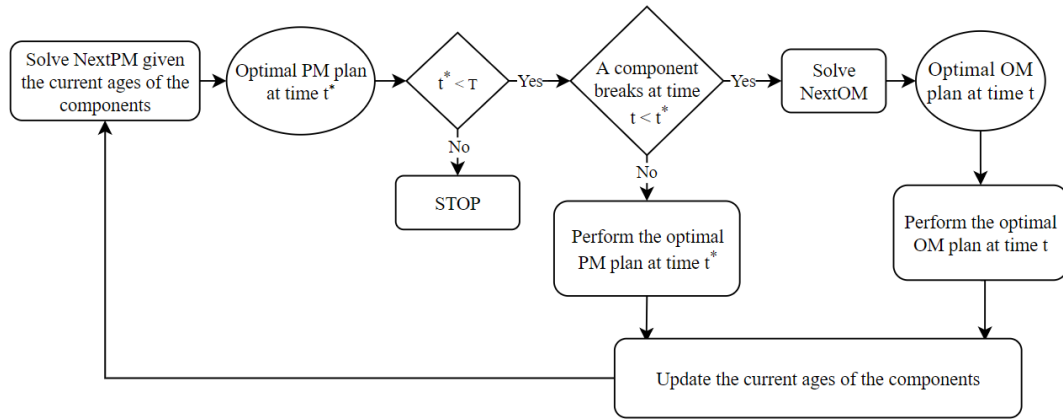 Solve NextPM given
the current ages of the
components
Optimal PM plan
at time t*
t* < T
Yes
A component
breaks at time
t < t*
Yes
Solve
NextOM
Optimal OM
plan at time t
No
STOP
No
Perform the optimal
PM plan at time t*
Perform the optimal
OM plan at time t
Update the current ages of the components